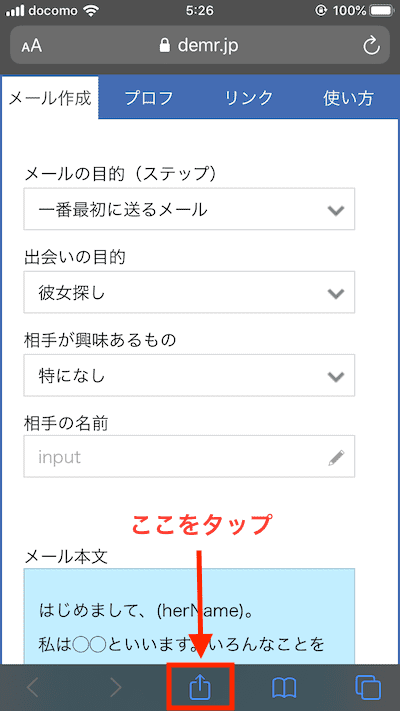 docomo 5:26 100%
AA demr.jp
メール作成 プロフ リンク 使い方
メールの目的（ステップ）
一番最初に送るメール
出会いの目的
彼女探し
相手が興味あるもの
特になし
相手の名前
input
ここをタップ
メール本文
はじめまして、(herName)。
私は◯◯といいます。いろんなことを